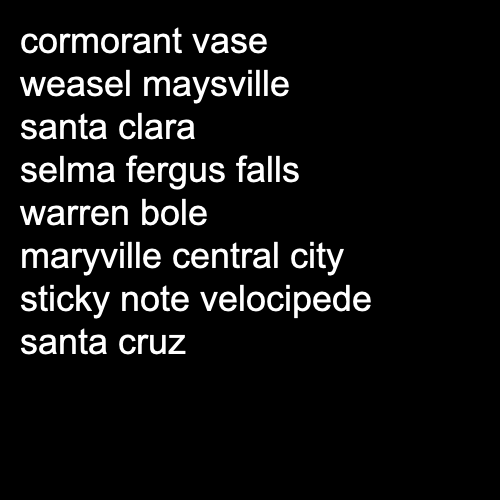 cormorant vase
weasel maysville
santa clara
selma fergus falls
warren bole
maryville central city
sticky note velocipede
santa cruz